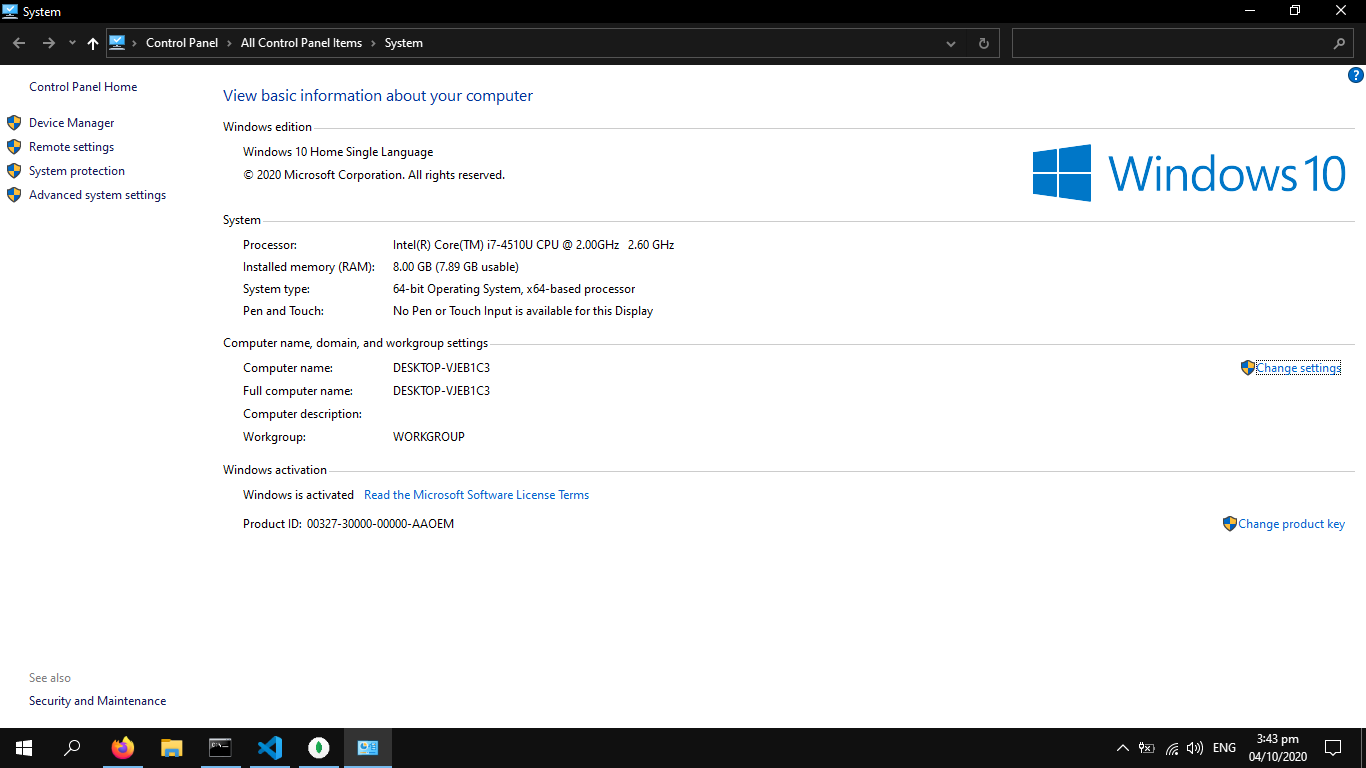 System
Control Panel › All Control Panel Items › System
Control Panel Home
Device Manager
Remote settings
System protection
Advanced system settings
View basic information about your computer
Windows edition
Windows 10 Home Single Language
© 2020 Microsoft Corporation. All rights reserved.
Windows 10
System
Processor: Intel(R) Core(TM) i7-4510U CPU @ 2.00GHz 2.60 GHz
Installed memory (RAM): 8.00 GB (7.89 GB usable)
System type: 64-bit Operating System, x64-based processor
Pen and Touch: No Pen or Touch Input is available for this Display
Computer name, domain, and workgroup settings
Computer name: DESKTOP-VJEB1C3
Change settings
Full computer name: DESKTOP-VJEB1C3
Computer description:
Workgroup: WORKGROUP
Windows activation
Windows is activated Read the Microsoft Software License Terms
Product ID: 00327-30000-00000-AAOEM
Change product key
See also
Security and Maintenance
ENG
3:43 pm
04/10/2020